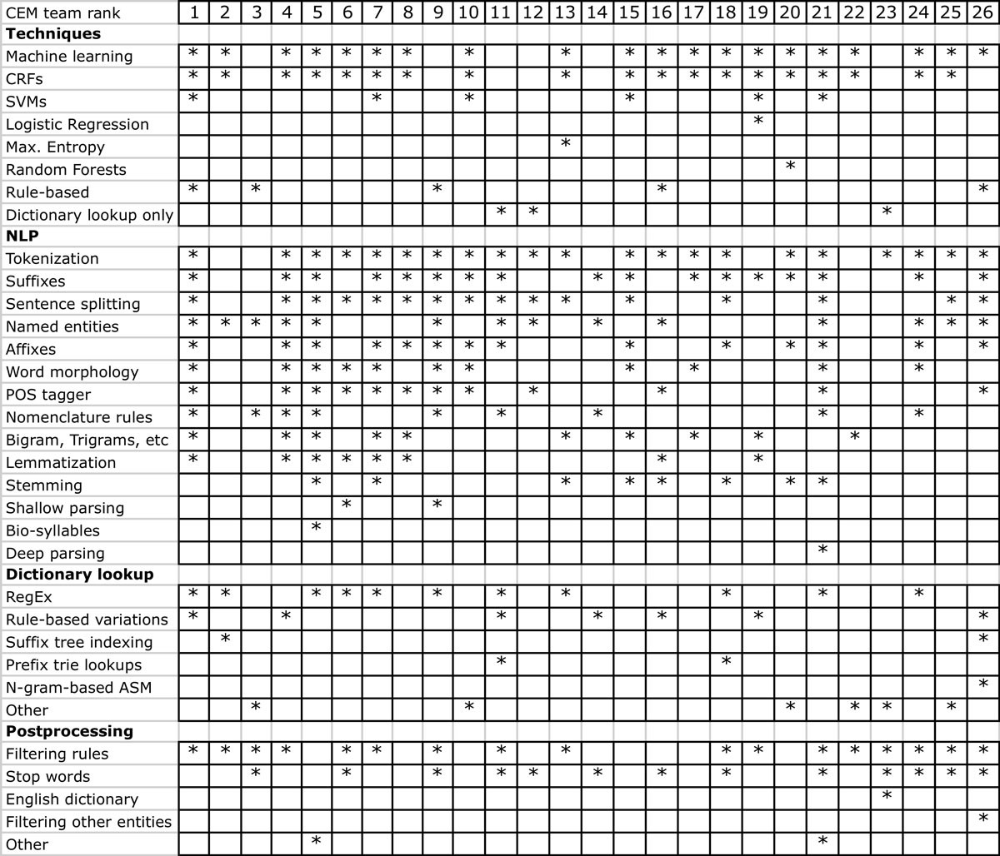 CEM team rank 1 2 3 4 5 6 7 8 9 10 11 12 13 14 15 16 17 18 19 20 21 22 23 24 25 26
Techniques
Machine learning * * * * * * * * * * * * * * * * * * * * *
CRFs * * * * * * * * * * * * * * * * * * * *
SVMs * * * * * *
Logistic Regression *
Max. Entropy *
Random Forests *
Rule-based * * * * *
Dictionary lookup only * * *
NLP
Tokenization * * * * * * * * * * * * * * * * * * * * * *
Suffixes * * * * * * * * * * * * * * * * *
Sentence splitting * * * * * * * * * * * * * * * *
Named entities * * * * * * * * * * * * * *
Affixes * * * * * * * * * * * * * *
Word morphology * * * * * * * * * * *
POS tagger * * * * * * * * * * * *
Nomenclature rules * * * * * * * * *
Bigram, Trigrams, etc * * * * * * * * * *
Lemmatization * * * * * * * *
Stemming * * * * * * * *
Shallow parsing * *
Bio-syllables *
Deep parsing *
Dictionary lookup
RegEx * * * * * * * * * * *
Rule-based variations * * * * * * *
Suffix tree indexing * *
Prefix trie lookups * *
N-gram-based ASM *
Other * * * * * *
Postprocessing
Filtering rules * * * * * * * * * * * * * * * * *
Stop words * * * * * * * * * * * * *
English dictionary *
Filtering other entities *
Other * *